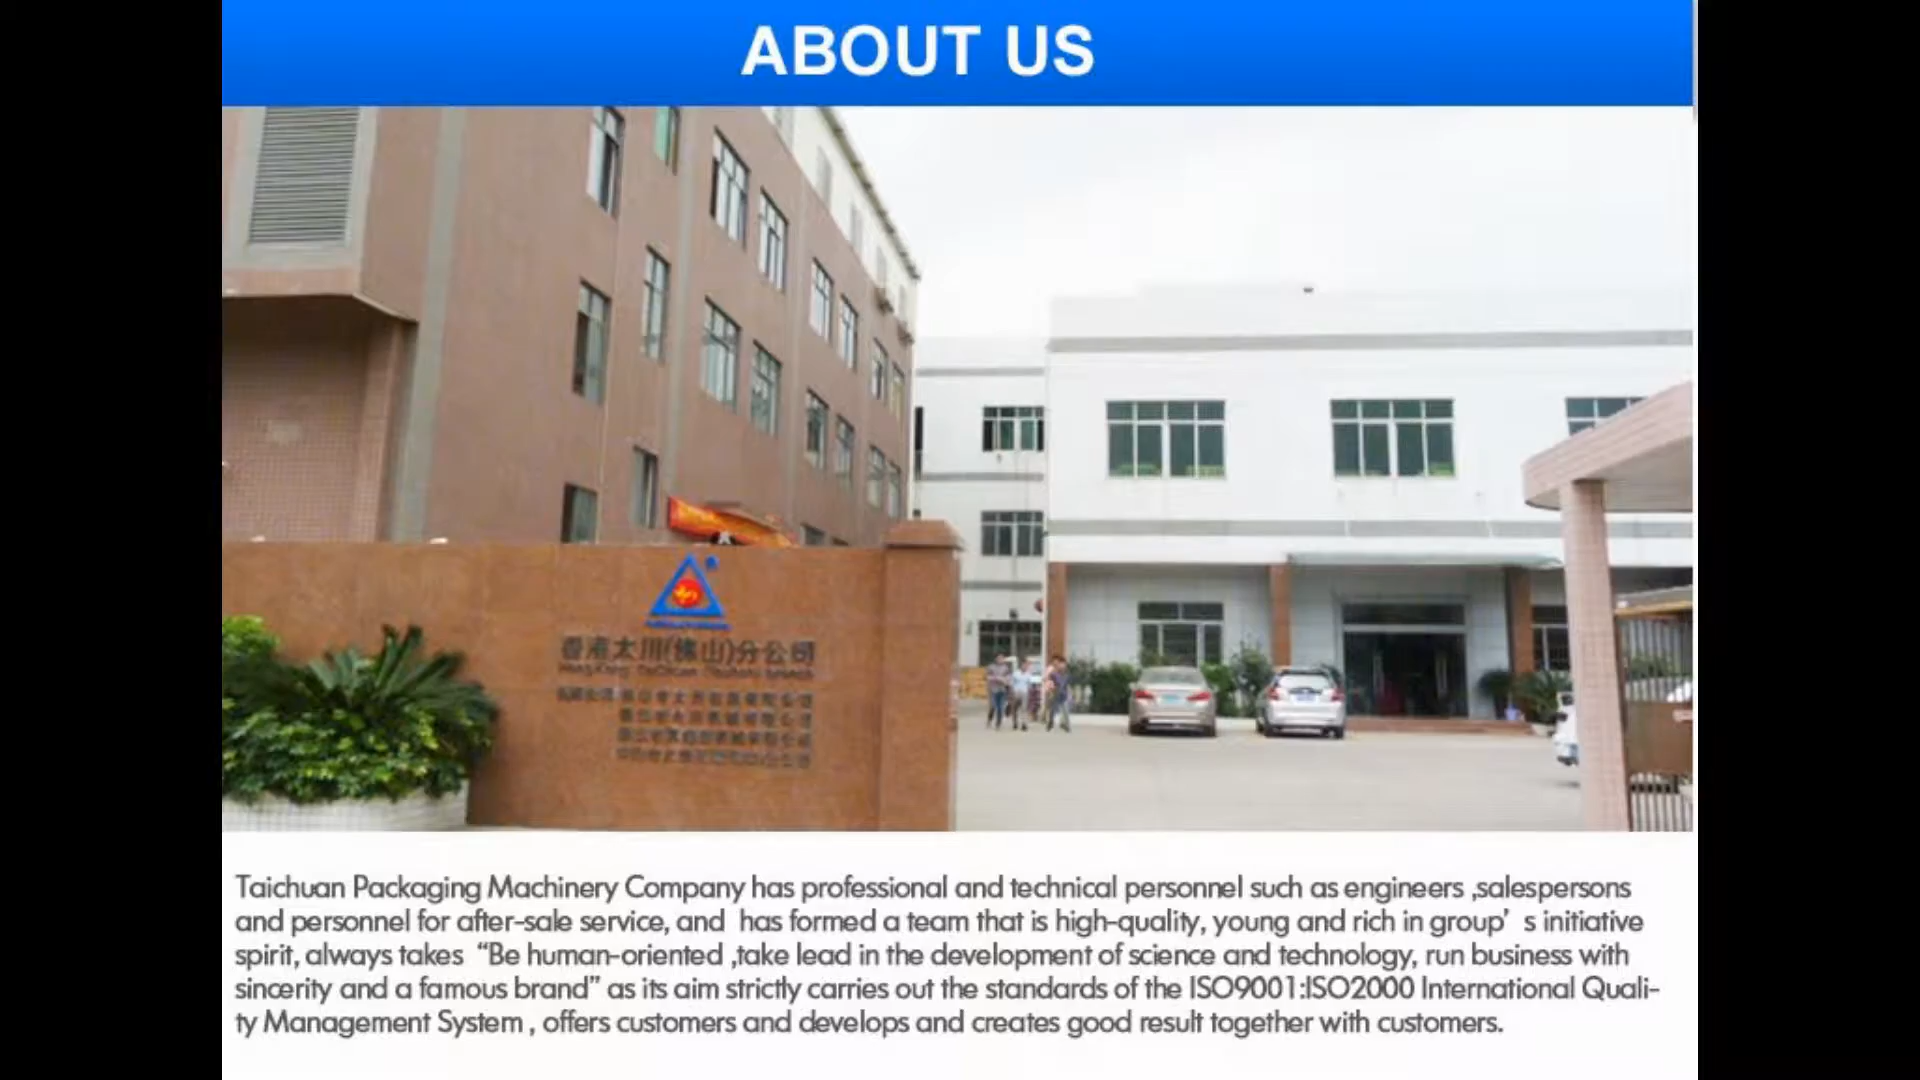 ABOUT US
香港太川(佛山)分公司
Taichuan Packaging Machinery Company has professional and technical personnel such as engineers ,salespersons
and personnel for after-sale service, and has formed a team that is high-quality, young and rich in group’ s initiative
spirit, always takes “Be human-oriented ,take lead in the development of science and technology, run business with
sincerity and a famous brand” as its aim strictly carries out the standards of the ISO9001:ISO2000 International Quali-
ty Management System , offers customers and develops and creates good result together with customers.